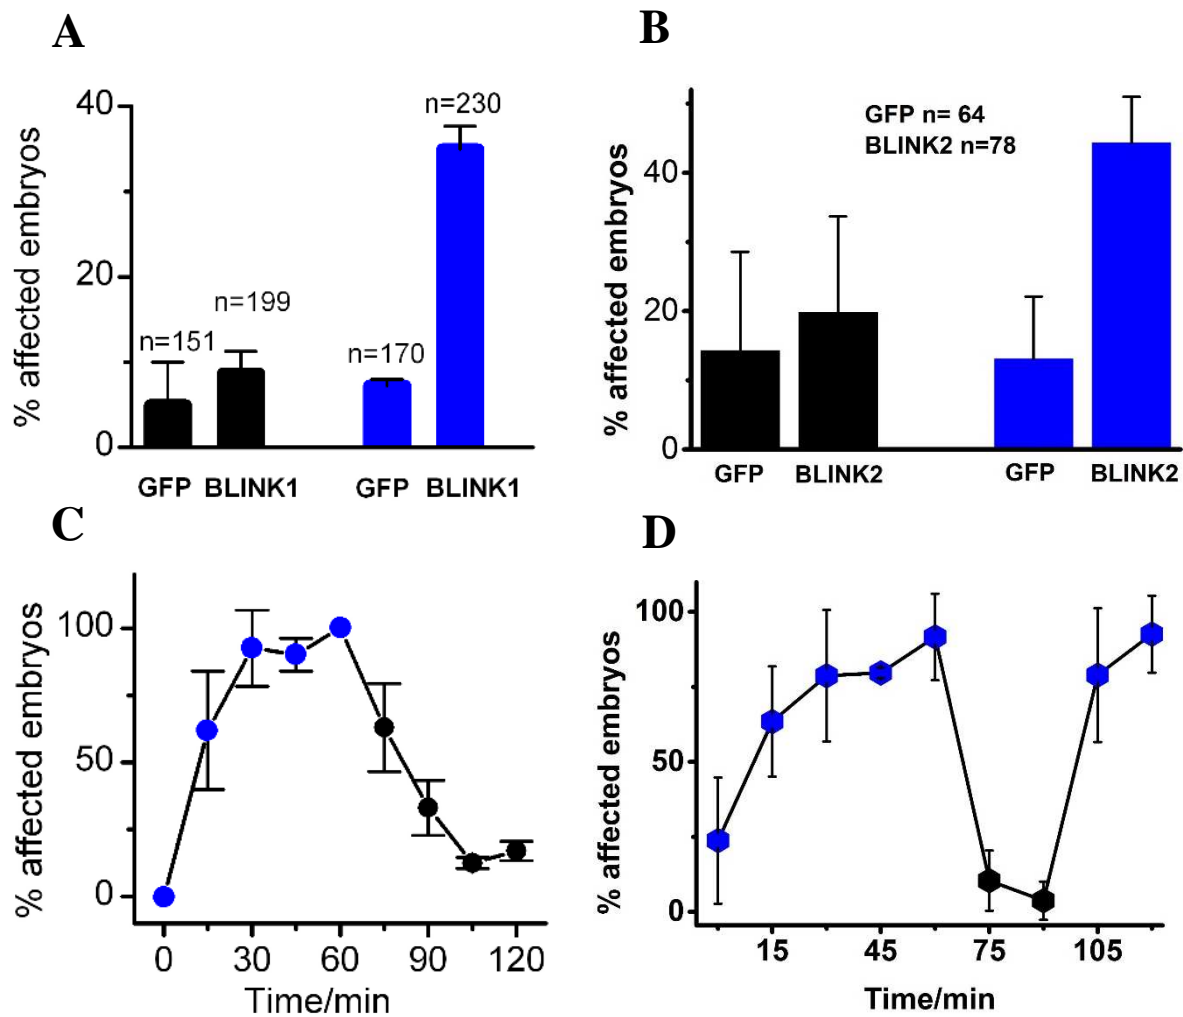 A
% affected embryos
40
20
0
n=151
n=199
n=170
n=230
GFP BLINK1 GFP BLINK1
B
% affected embryos
40
20
0
GFP n= 64
BLINK2 n=78
GFP BLINK2 GFP BLINK2
C
% affected embryos
100
50
0
0 30 60 90 120
Time/min
D
% affected embryos
100
50
0
15 45 75 105
Time/min